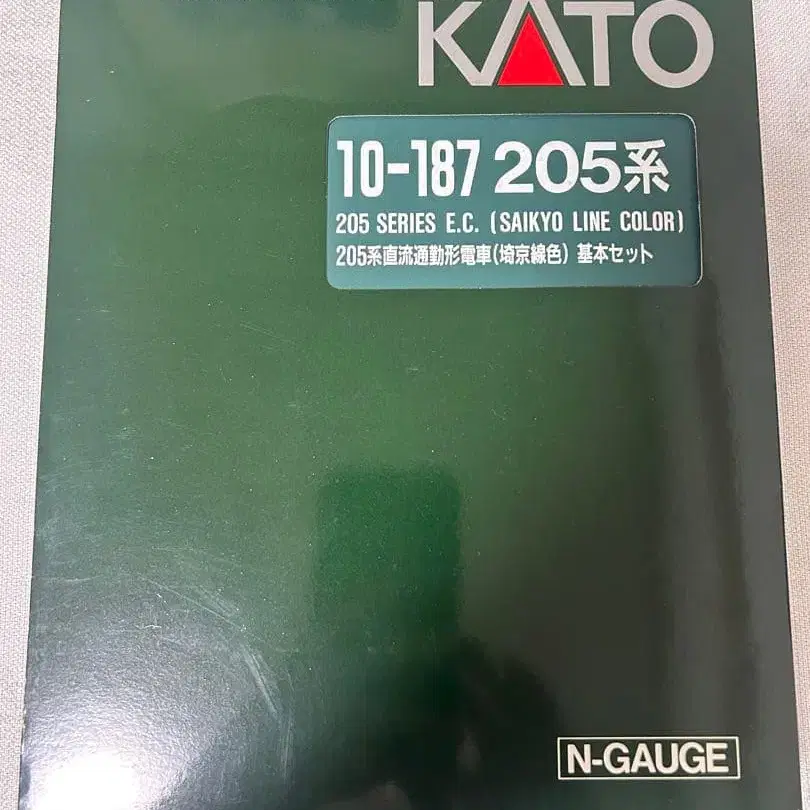 KATO
10-187 205系
205 SERIES E.C. (SAIKYO LINE COLOR)
205系直流通勤形電車(埼京線色) 基本セット
N-GAUGE